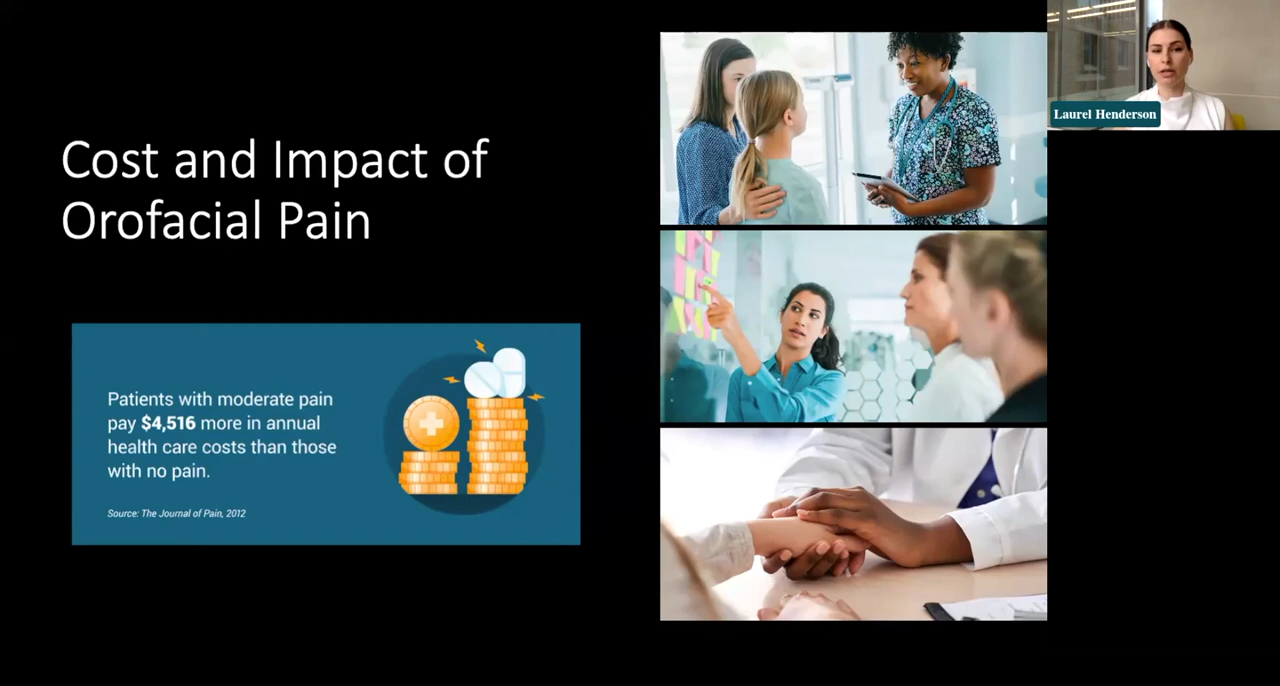 Cost and Impact of
Orofacial Pain
Patients with moderate pain
pay $4,516 more in annual
health care costs than those
with no pain.
Source: The Journal of Pain, 2012
Laurel Henderson